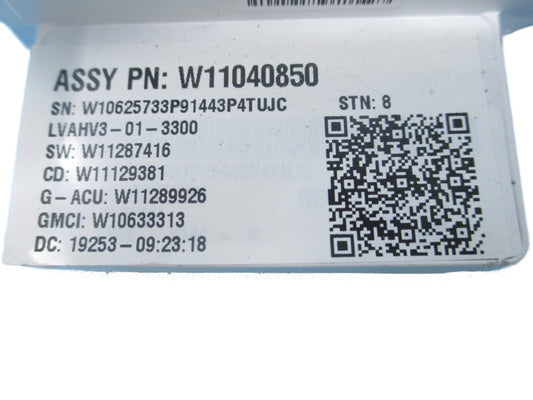 ASSY PN: W11040850
SN: W10625733P91443P4TUJC STN: 8
LVAHV3-01-3300
SW: W11287416
CD: W11129381
G-ACU: W11289926
GMCI: W10633313
DC: 19253-09:23:18